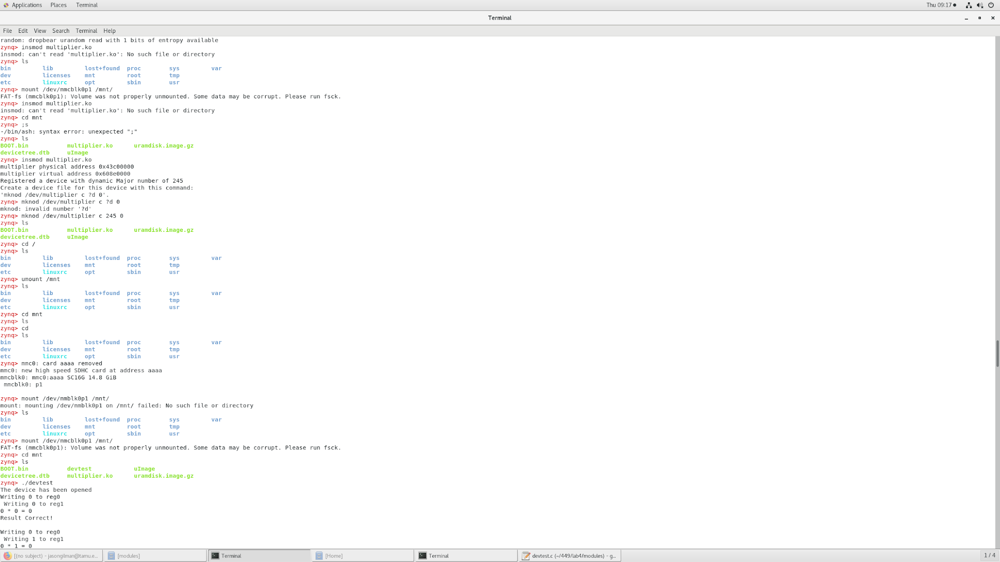 Applications Places Terminal Thu 09:17
Terminal
File Edit View Search Terminal Help
random: dropbear urandom read with 1 bits of entropy available
zynq> insmod multiplier.ko
insmod: can't read 'multiplier.ko': No such file or directory
zynq> ls
bin lib lost+found proc sys var
dev licenses mnt root tmp
etc linuxrc opt sbin usr
zynq> mount /dev/mmcblk0p1 /mnt/
FAT-fs (mmcblk0p1): Volume was not properly unmounted. Some data may be corrupt. Please run fsck.
zynq> insmod multiplier.ko
insmod: can't read 'multiplier.ko': No such file or directory
zynq> cd mnt
zynq> ;s
-/bin/ash: syntax error: unexpected ";"
zynq> ls
BOOT.bin multiplier.ko uramdisk.image.gz
devicetree.dtb uImage
zynq> insmod multiplier.ko
multiplier physical address 0x43c00000
multiplier virtual address 0x608e0000
Registered a device with dynamic Major number of 245
Create a device file for this device with this command:
'mknod /dev/multiplier c ?d 0'.
zynq> mknod /dev/multiplier c ?d 0
mknod: invalid number '?d'
zynq> mknod /dev/multiplier c 245 0
zynq> ls
BOOT.bin multiplier.ko uramdisk.image.gz
devicetree.dtb uImage
zynq> cd /
zynq> ls
bin lib lost+found proc sys var
dev licenses mnt root tmp
etc linuxrc opt sbin usr
zynq> umount /mnt
zynq> ls
bin lib lost+found proc sys var
dev licenses mnt root tmp
etc linuxrc opt sbin usr
zynq> cd mnt
zynq> ls
zynq> cd
zynq> ls
bin lib lost+found proc sys var
dev licenses mnt root tmp
etc linuxrc opt sbin usr
zynq> mmc0: card aaaa removed
mmc0: new high speed SDHC card at address aaaa
mmcblk0: mmc0:aaaa SC16G 14.8 GiB
mmcblk0: p1
zynq> mount /dev/mmblk0p1 /mnt/
mount: mounting /dev/mmblk0p1 on /mnt/ failed: No such file or directory
zynq> ls
bin lib lost+found proc sys var
dev licenses mnt root tmp
etc linuxrc opt sbin usr
zynq> mount /dev/mmcblk0p1 /mnt/
FAT-fs (mmcblk0p1): Volume was not properly unmounted. Some data may be corrupt. Please run fsck.
zynq> cd mnt
zynq> ls
BOOT.bin devtest uImage
devicetree.dtb multiplier.ko uramdisk.image.gz
zynq> ./devtest
The device has been opened
Writing 0 to reg0
Writing 0 to reg1
0 * 0 = 0
Result Correct!
Writing 0 to reg0
Writing 1 to reg1
0 * 1 = 0
[(no subject) - jasongilman@tamu.e... [modules] Terminal [Home] Terminal devtest.c (~/449/lab4/modules) - g... 1 / 4